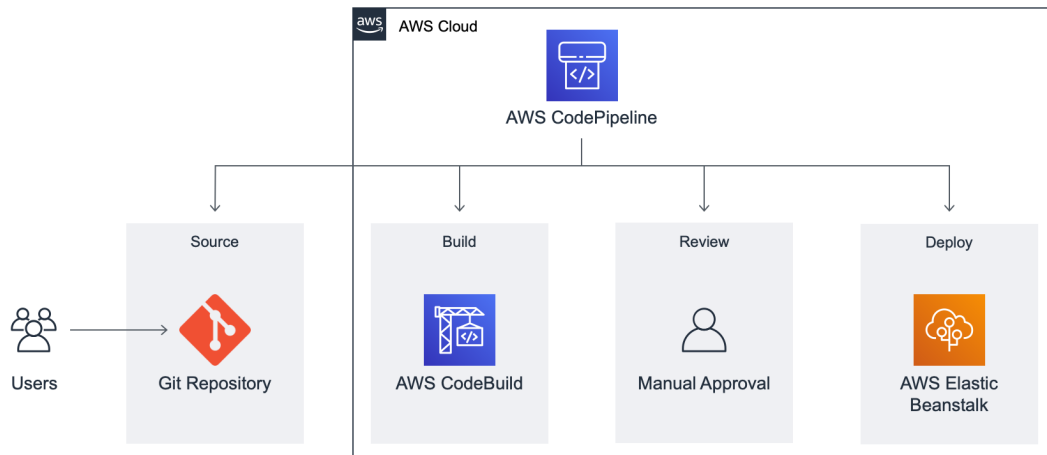 aws
AWS Cloud
</>
AWS CodePipeline
Source
Build
Review
Deploy
</>
Users
Git Repository
AWS CodeBuild
Manual Approval
AWS Elastic
Beanstalk